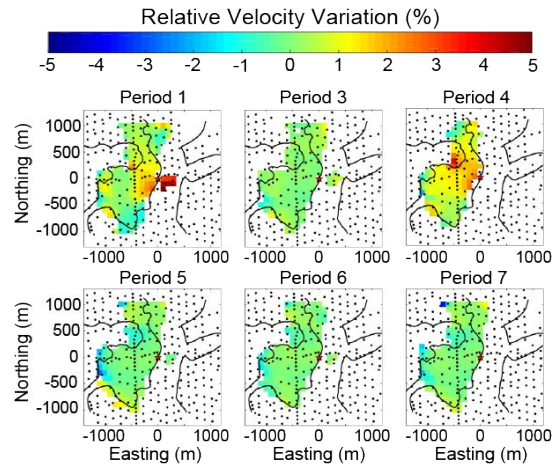 Relative Velocity Variation (%)
-5 -4 -3 -2 -1 0 1 2 3 4 5
Period 1 Period 3 Period 4
Northing (m)
1000
500
0
-500
-1000
-1000 0 1000 -1000 0 1000 -1000 0 1000
Period 5 Period 6 Period 7
Northing (m)
1000
500
0
-500
-1000
-1000 0 1000 -1000 0 1000 -1000 0 1000
Easting (m) Easting (m) Easting (m)